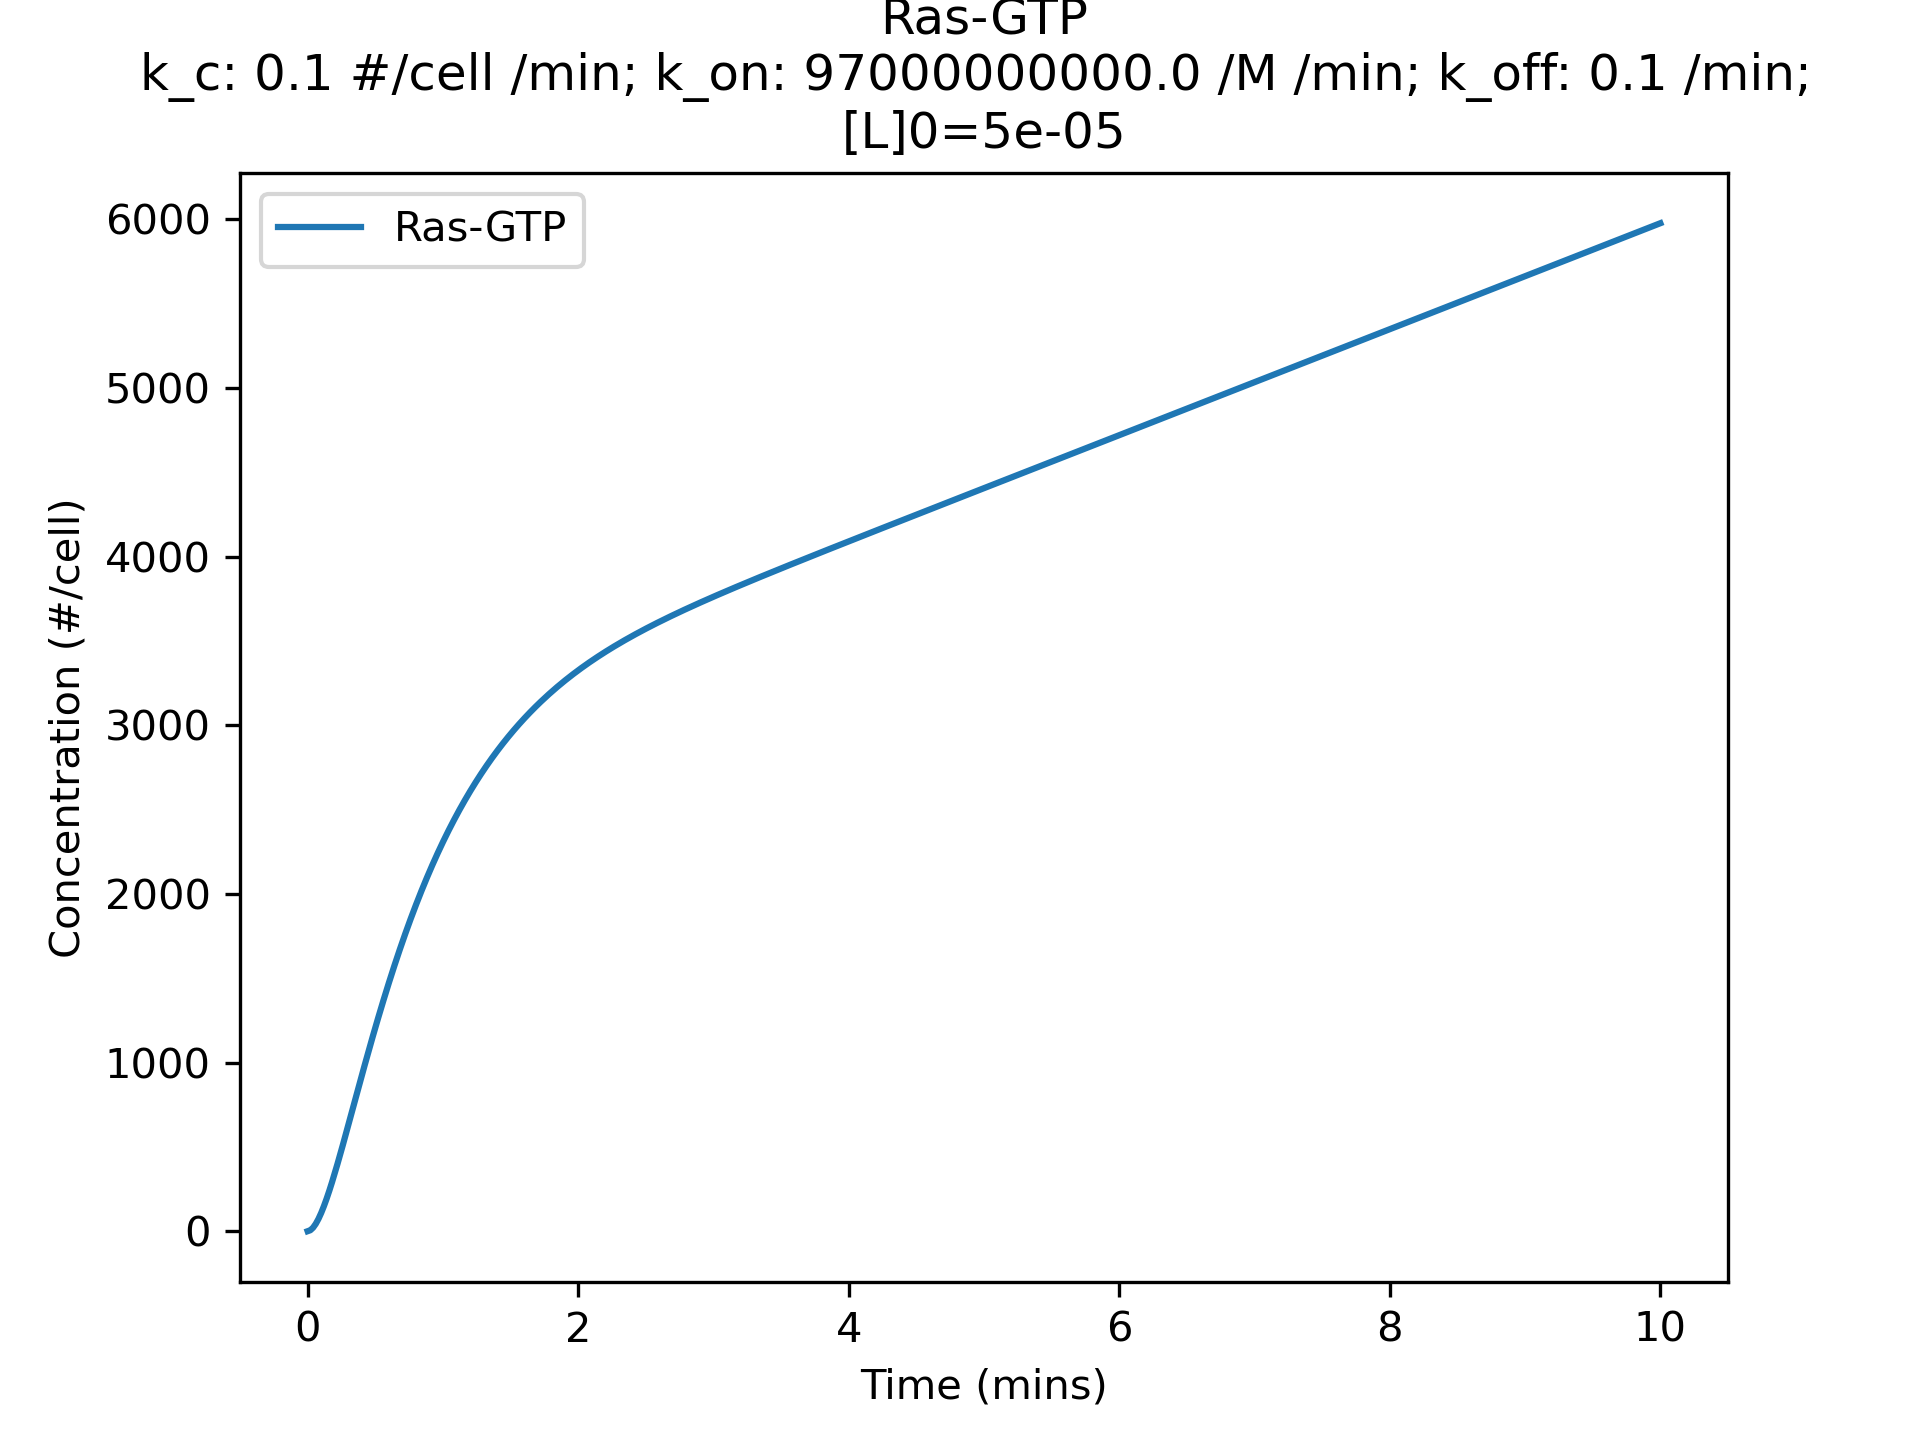 Ras-GTP
k_c: 0.1 #/cell /min; k_on: 97000000000.0 /M /min; k_off: 0.1 /min;
[L]0=5e-05
Ras-GTP
6000
5000
4000
3000
2000
1000
0
Concentration (#/cell)
0 2 4 6 8 10
Time (mins)